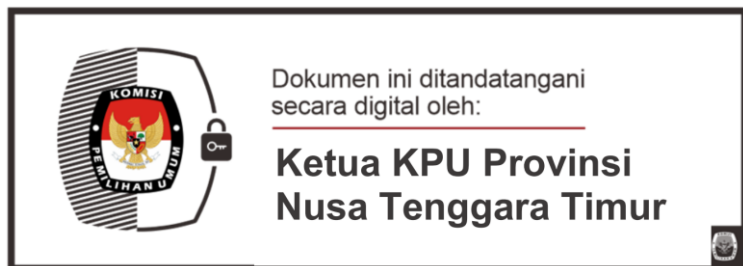 KOMISI
PEMILIHAN UMUM
Dokumen ini ditandatangani
secara digital oleh:
Ketua KPU Provinsi
Nusa Tenggara Timur